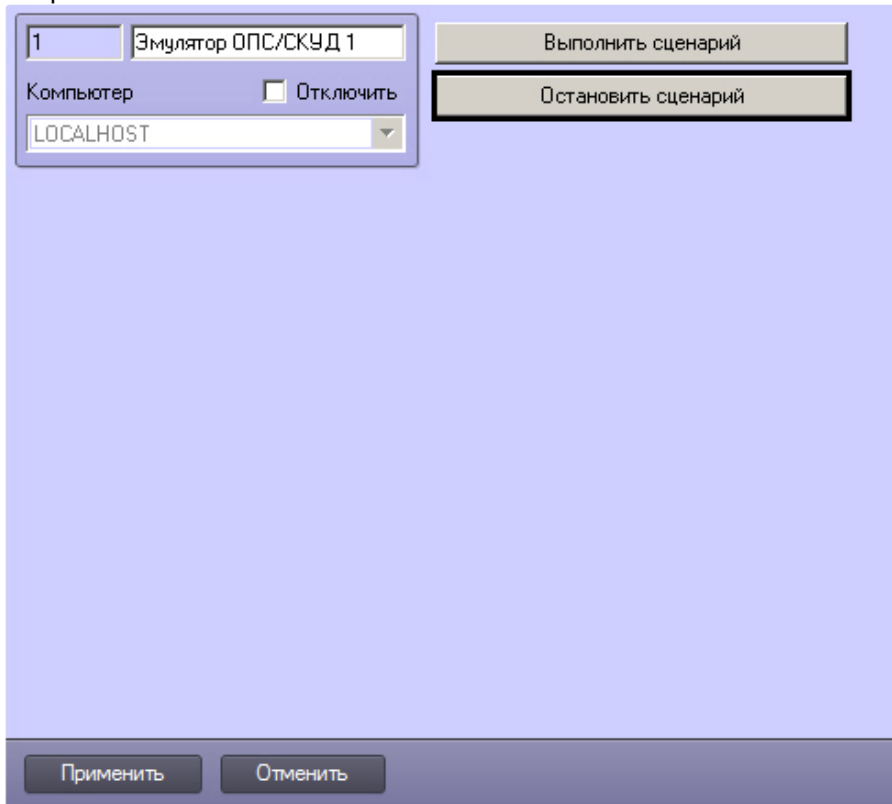 1 Эмулятор ОПС/СКУД 1
Выполнить сценарий
Компьютер Отключить
Остановить сценарий
LOCALHOST
Применить Отменить